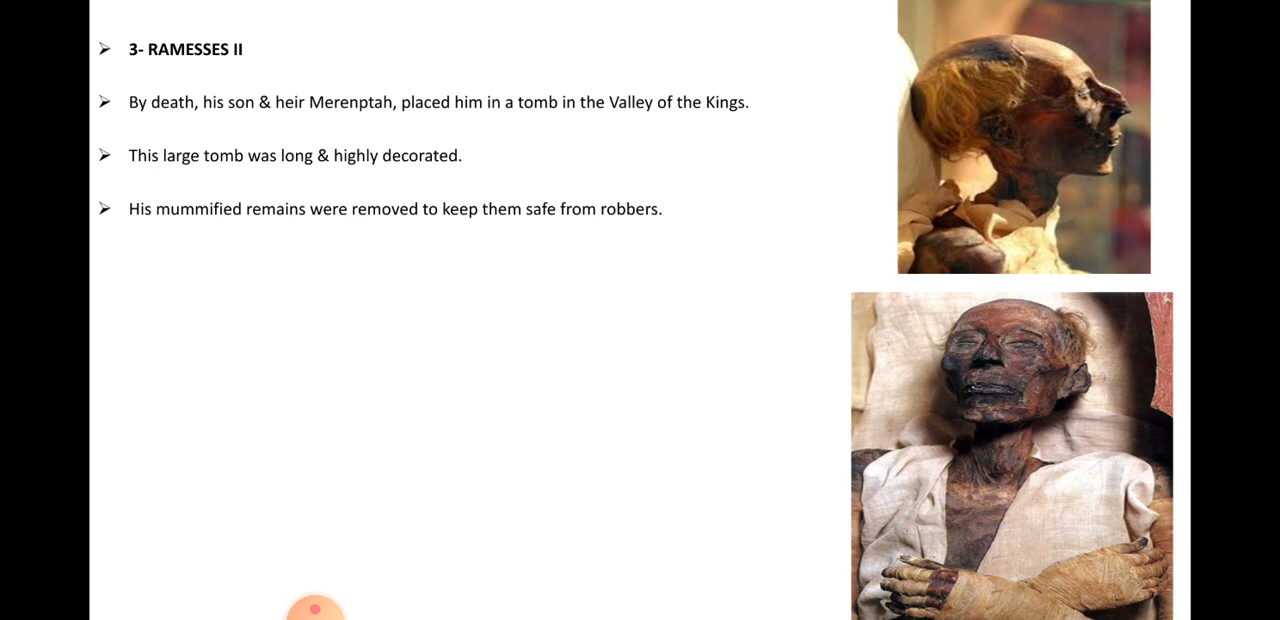 3- RAMESSES II
By death, his son & heir Merenptah, placed him in a tomb in the Valley of the Kings.
This large tomb was long & highly decorated.
His mummified remains were removed to keep them safe from robbers.